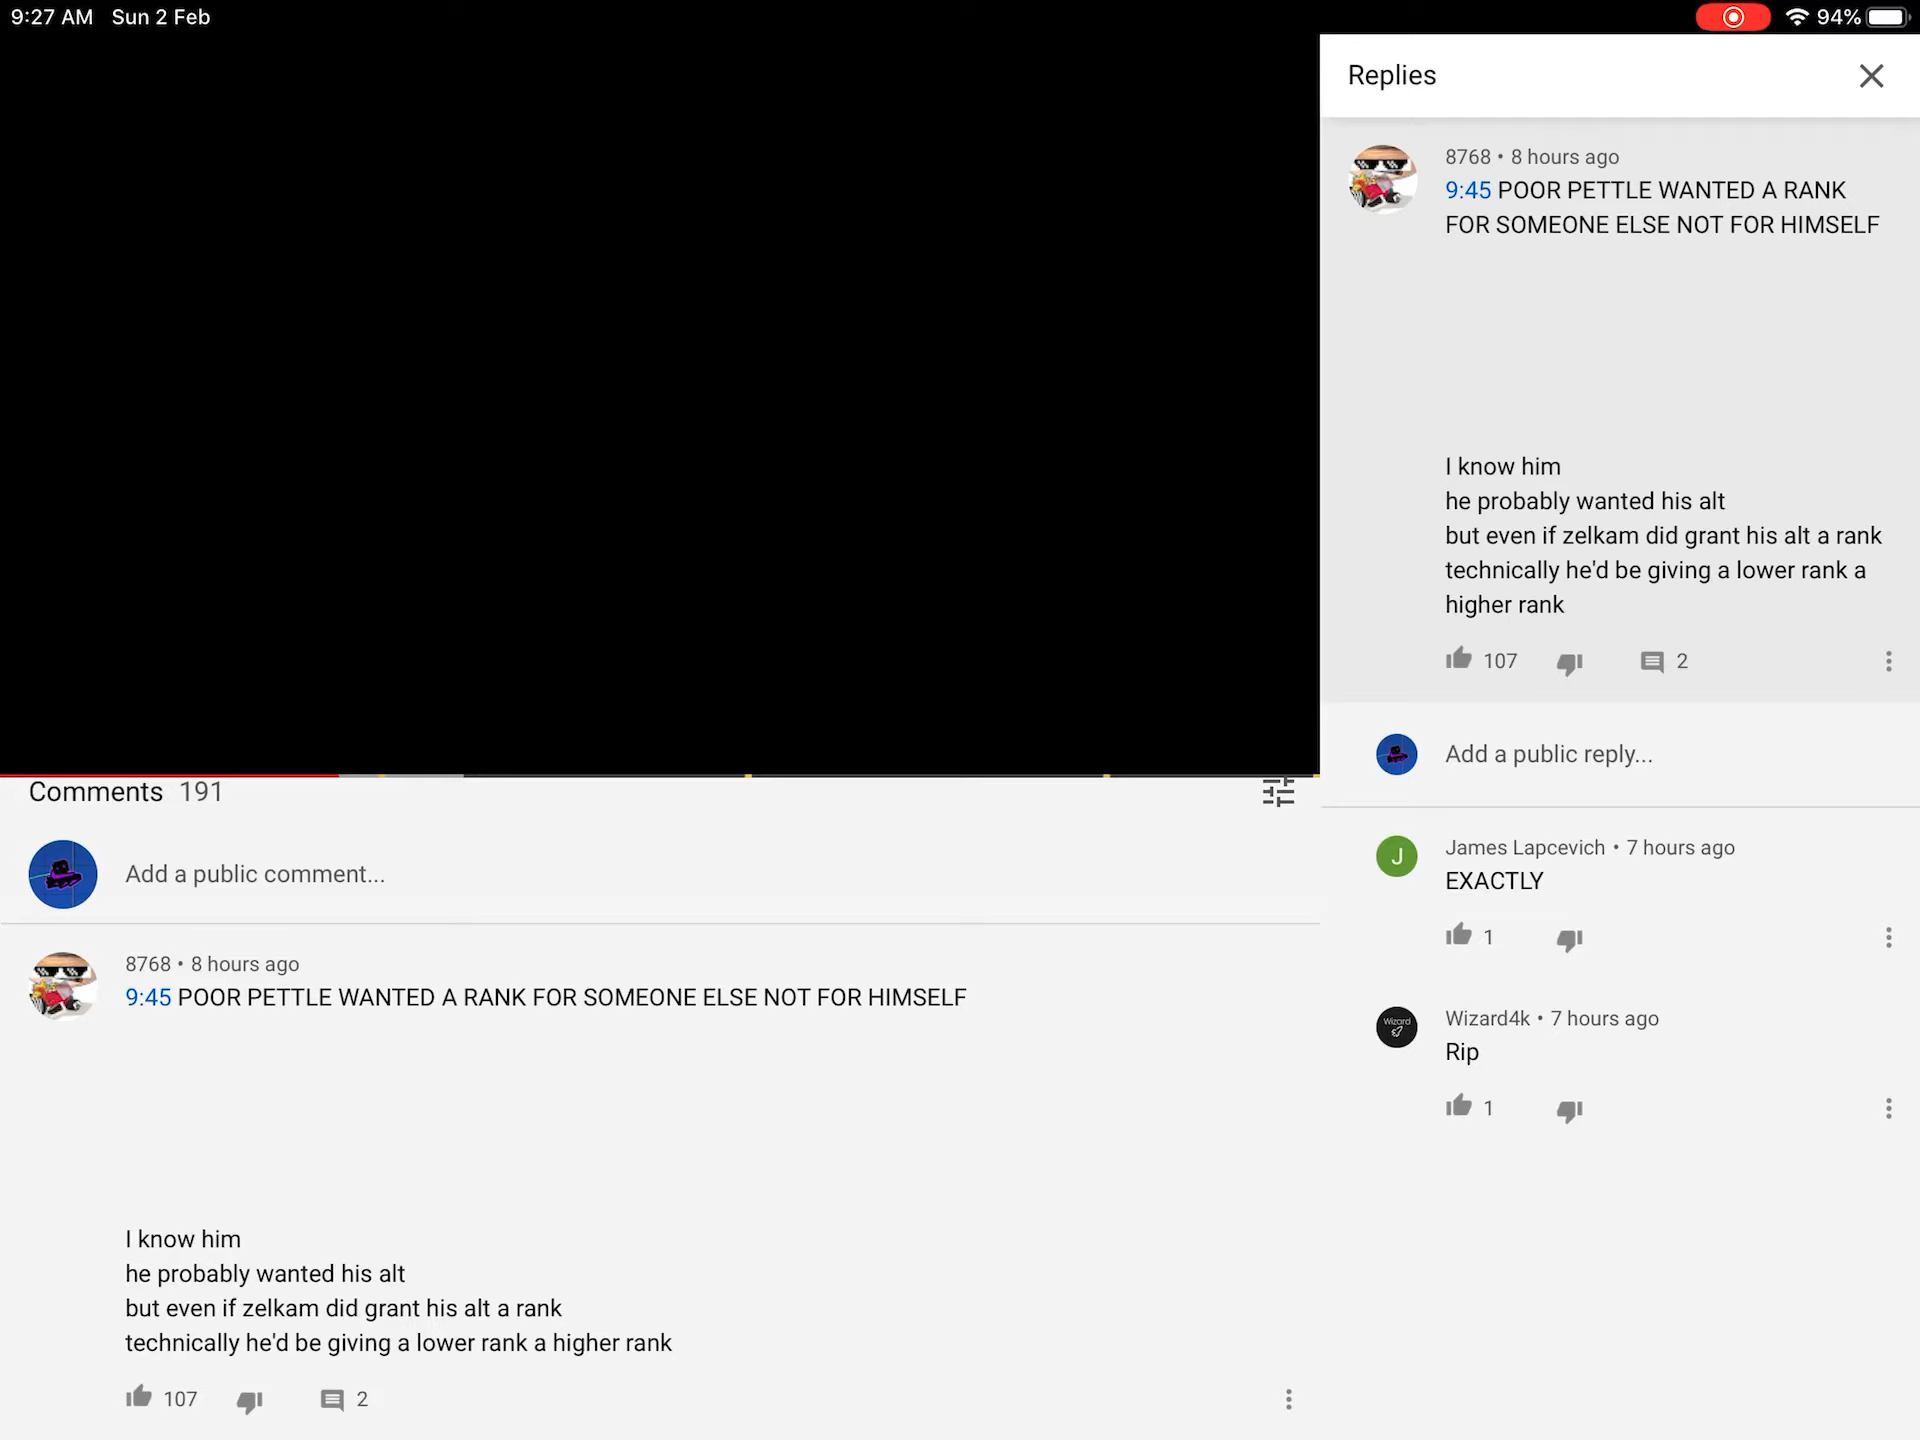 9:27 AM Sun 2 Feb
94%
Comments 191
Add a public comment...
8768 • 8 hours ago
9:45 POOR PETTLE WANTED A RANK FOR SOMEONE ELSE NOT FOR HIMSELF
I know him
he probably wanted his alt
but even if zelkam did grant his alt a rank
technically he'd be giving a lower rank a higher rank
107 2
Replies
8768 • 8 hours ago
9:45 POOR PETTLE WANTED A RANK
FOR SOMEONE ELSE NOT FOR HIMSELF
I know him
he probably wanted his alt
but even if zelkam did grant his alt a rank
technically he'd be giving a lower rank a
higher rank
107 2
Add a public reply...
J
James Lapcevich • 7 hours ago
EXACTLY
1
Wizard
Wizard4k • 7 hours ago
Rip
1